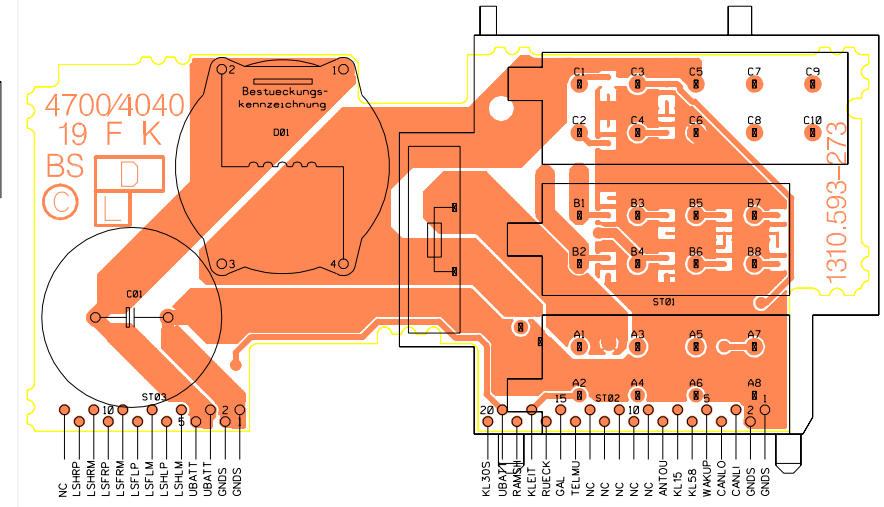 C1 C3 C5 C7 C9
2 1
Bestueckungs-
kennzeichnung
4700/4040
19 F K
BS D
© L
D01
C2 C4 C6 C8 C10
1310.593-273
B1 B3 B5 B7
B2 B4 B6 B8
3 4
C01
ST01
A1 A3 A5 A7
A2 A4 A6 A8
ST03
10 5 2 1
ST02
20 15 10 5 2 1
NC LSHRP LSHRM LSFRP LSFRM LSFLP LSFLM LSHLP LSHLM UBATT UBATT GNDS GNDS
KL30S UBATT RAMSH KLEIT RUECK GAL TELMU NC NC NC NC NC ANTOU KL15 KL58 WAKUP CANLO CANLI GNDS GNDS